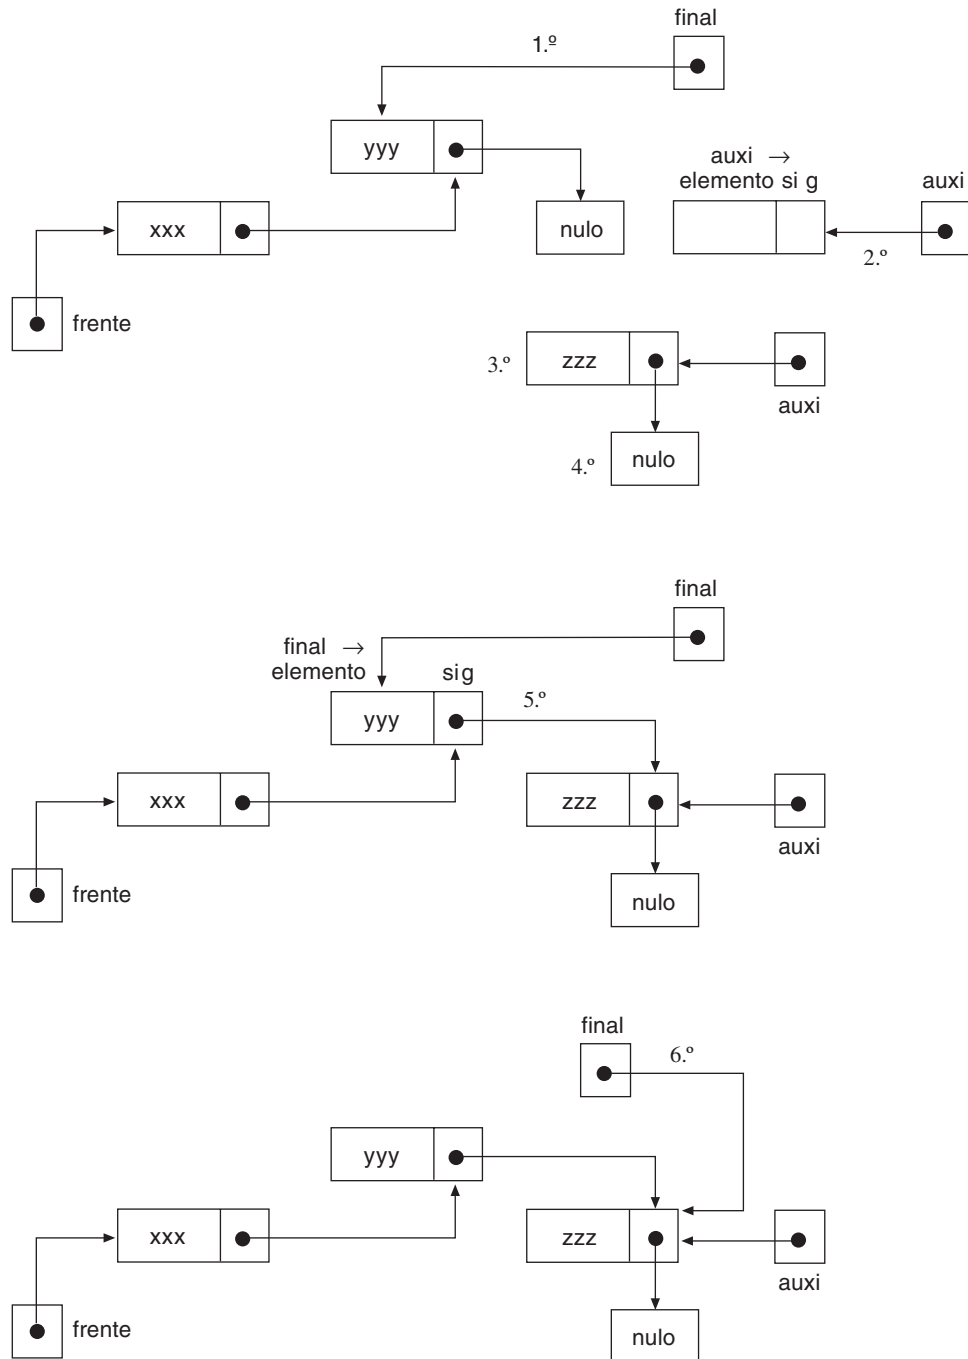 final
1.º
yyy
auxi →
elemento si g
auxi
xxx
nulo
2.º
frente
3.º
zzz
auxi
4.º
nulo
final
final →
elemento
sig
yyy
5.º
xxx
zzz
auxi
frente
nulo
final
6.º
yyy
xxx
zzz
auxi
frente
nulo